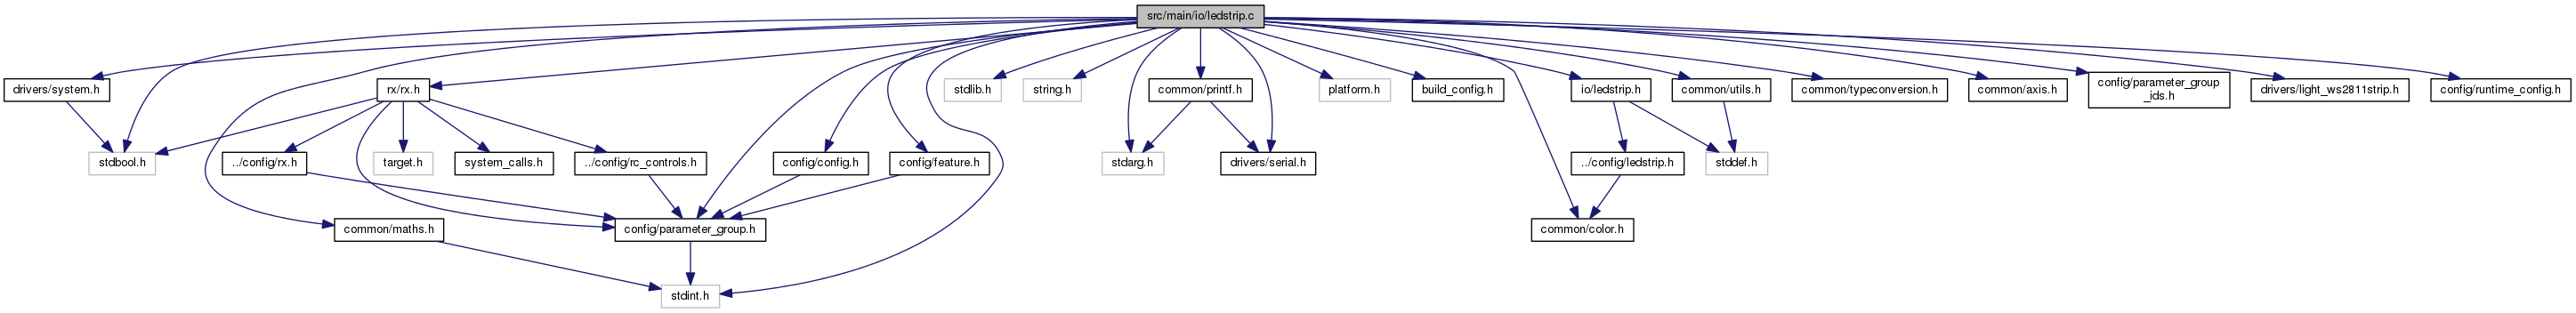 src/main/io/ledstrip.c
drivers/system.h
rx/rx.h
stdlib.h
string.h
common/printf.h
platform.h
build_config.h
io/ledstrip.h
common/utils.h
common/typeconversion.h
common/axis.h
config/parameter_group
_ids.h
drivers/light_ws2811strip.h
config/runtime_config.h
stdbool.h
../config/rx.h
target.h
system_calls.h
../config/rc_controls.h
config/config.h
config/feature.h
stdarg.h
drivers/serial.h
../config/ledstrip.h
stddef.h
common/maths.h
config/parameter_group.h
common/color.h
stdint.h